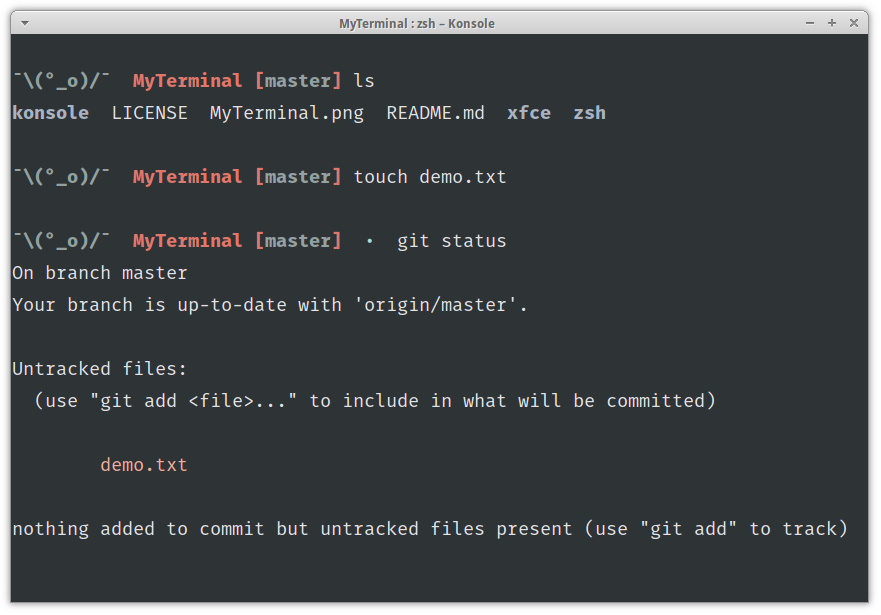 MyTerminal : zsh – Konsole
¯\(°_o)/¯  MyTerminal [master] ls
konsole  LICENSE  MyTerminal.png  README.md  xfce  zsh
¯\(°_o)/¯  MyTerminal [master] touch demo.txt
¯\(°_o)/¯  MyTerminal [master]  ·  git status
On branch master
Your branch is up-to-date with 'origin/master'.
Untracked files:
  (use "git add <file>..." to include in what will be committed)
        demo.txt
nothing added to commit but untracked files present (use "git add" to track)